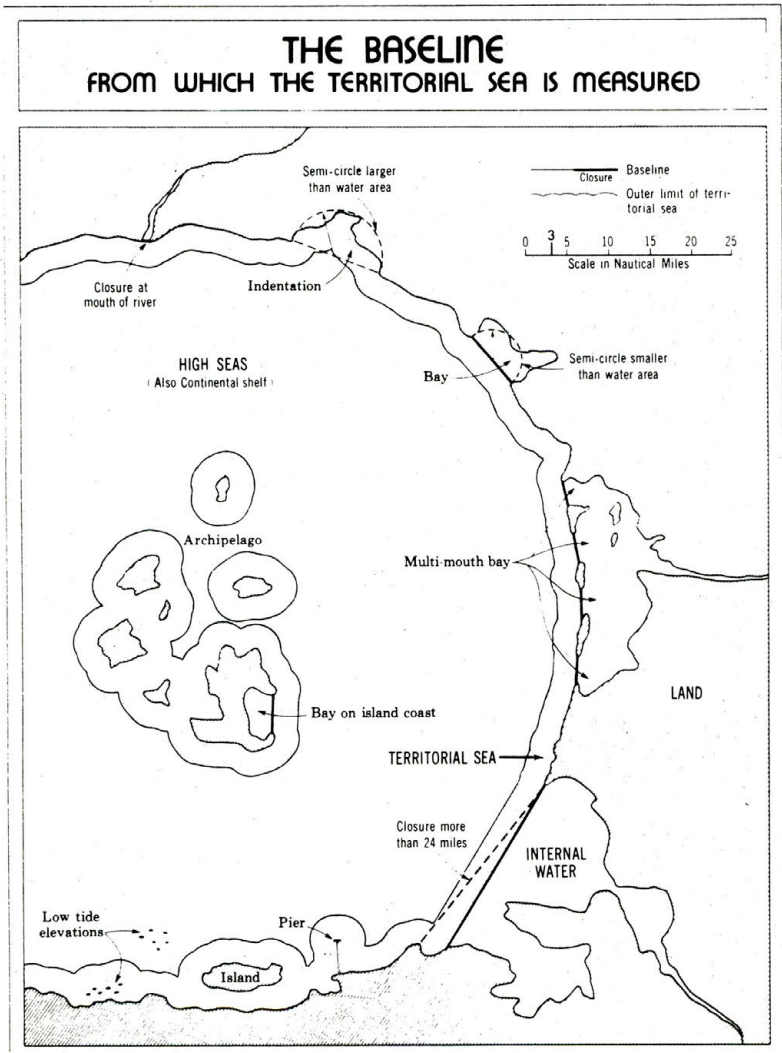 THE BASELINE
FROM WHICH THE TERRITORIAL SEA IS MEASURED
Semi-circle larger
than water area
Baseline
Closure
Outer limit of terri-
torial sea
0 3 5 10 15 20 25
Scale in Nautical Miles
Closure at
mouth of river
Indentation
HIGH SEAS
(Also Continental shelf)
Bay
Semi-circle smaller
than water area
Archipelago
Multi-mouth bay
LAND
Bay on island coast
TERRITORIAL SEA
Closure more
than 24 miles
INTERNAL
WATER
Low tide
elevations
Pier
Island